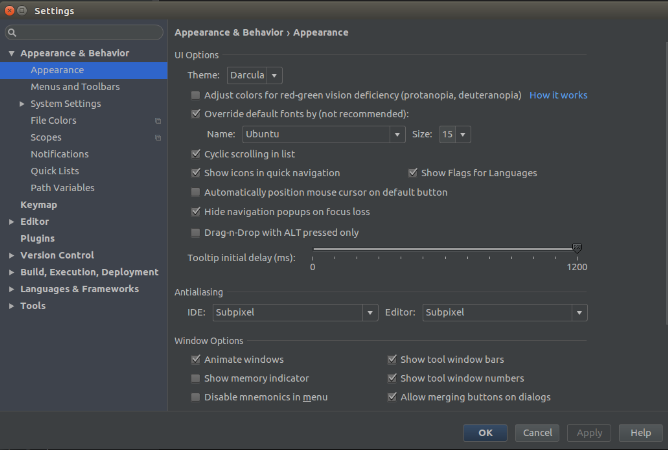 Settings
Appearance & Behavior
Appearance
Menus and Toolbars
System Settings
File Colors
Scopes
Notifications
Quick Lists
Path Variables
Keymap
Editor
Plugins
Version Control
Build, Execution, Deployment
Languages & Frameworks
Tools
Appearance & Behavior › Appearance
UI Options
Theme: Darcula
Adjust colors for red-green vision deficiency (protanopia, deuteranopia) How it works
Override default fonts by (not recommended):
Name: Ubuntu Size: 15
Cyclic scrolling in list
Show icons in quick navigation Show Flags for Languages
Automatically position mouse cursor on default button
Hide navigation popups on focus loss
Drag-n-Drop with ALT pressed only
Tooltip initial delay (ms):
0 1200
Antialiasing
IDE: Subpixel Editor: Subpixel
Window Options
Animate windows Show tool window bars
Show memory indicator Show tool window numbers
Disable mnemonics in menu Allow merging buttons on dialogs
OK Cancel Apply Help